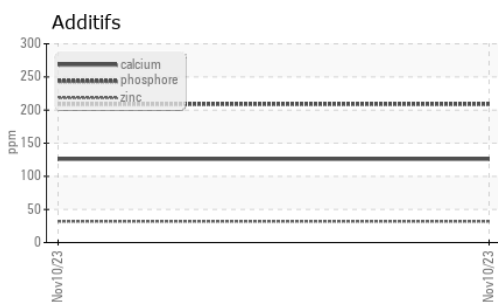 Additifs
300
250
200
150
100
50
0
ppm
calcium
phosphore
zinc
Nov10/23
Nov10/23